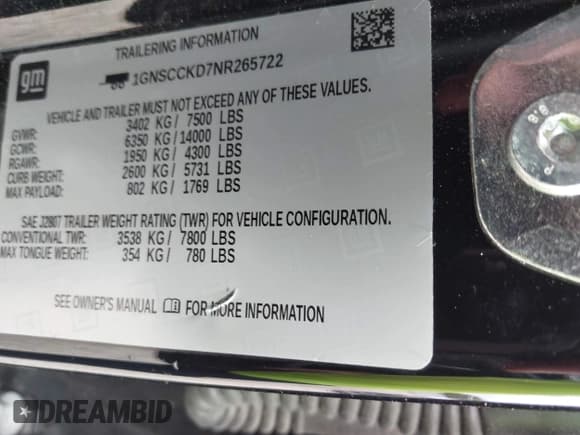 gm
TRAILERING INFORMATION
1GNSCCKD7NR265722
VEHICLE AND TRAILER MUST NOT EXCEED ANY OF THESE VALUES.
GVWR: 3402 KG / 7500 LBS
GCWR: 6350 KG / 14000 LBS
RGAWR: 1950 KG / 4300 LBS
CURB WEIGHT: 2600 KG / 5731 LBS
MAX PAYLOAD: 802 KG / 1769 LBS
SAE J2807 TRAILER WEIGHT RATING (TWR) FOR VEHICLE CONFIGURATION.
CONVENTIONAL TWR: 3538 KG / 7800 LBS
MAX TONGUE WEIGHT: 354 KG / 780 LBS
SEE OWNER'S MANUAL FOR MORE INFORMATION
8.8
DREAMBID